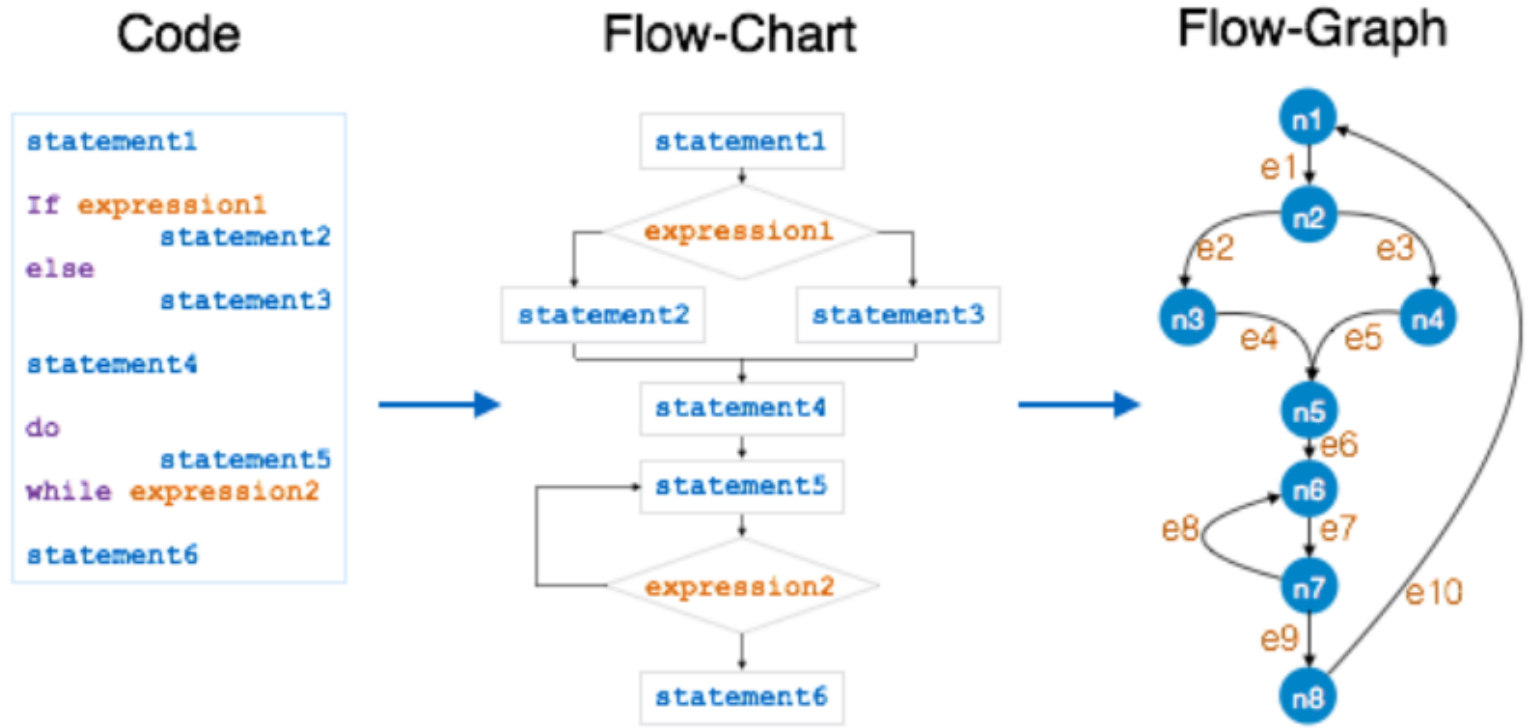 Code
statement1
If expression1
statement2
else
statement3
statement4
do
statement5
while expression2
statement6
Flow-Chart
statement1
expression1
statement2
statement3
statement4
statement5
expression2
statement6
Flow-Graph
n1
e1
n2
e2
e3
n3
n4
e4
e5
n5
e6
n6
e8
e7
n7
e10
e9
n8